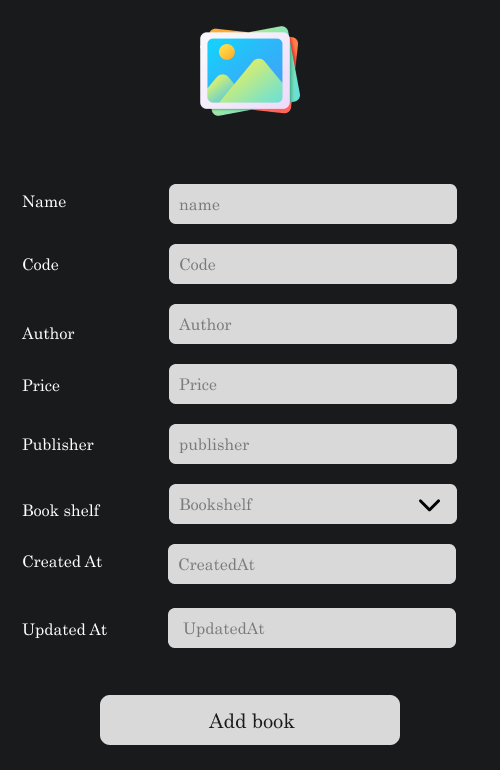 Name
name
Code
Code
Author
Author
Price
Price
Publisher
publisher
Book shelf
Bookshelf
Created At
CreatedAt
Updated At
UpdatedAt
Add book